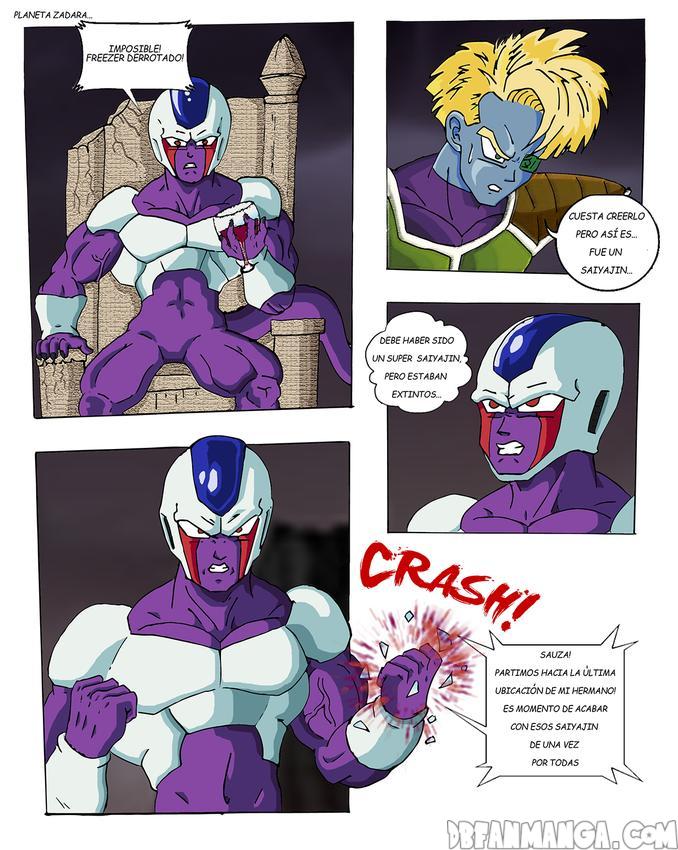 PLANETA ZADARA...
IMPOSIBLE!
FREEZER DERROTADO!
CUESTA CREERLO
PERO ASÍ ES...
FUE UN
SAIYAJIN...
DEBE HABER SIDO
UN SUPER SAIYAJIN,
PERO ESTABAN
EXTINTOS...
CRASH!
SAUZA!
PARTIMOS HACIA LA ÚLTIMA
UBICACIÓN DE MI HERMANO!
ES MOMENTO DE ACABAR
CON ESOS SAIYAJIN
DE UNA VEZ
POR TODAS
DBFANMANGA.COM